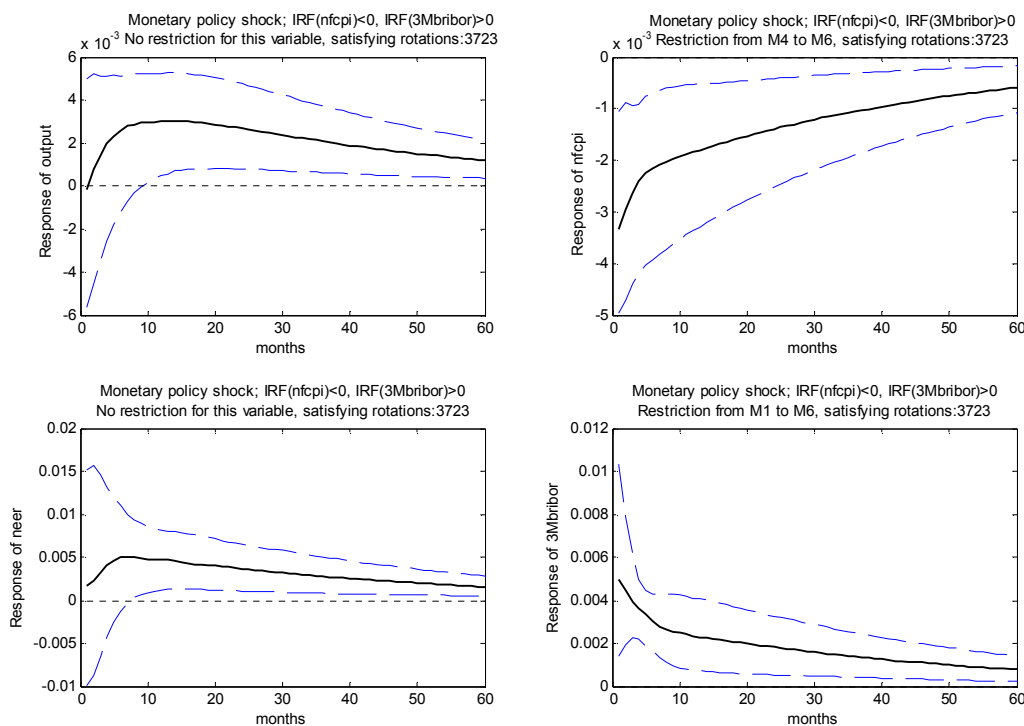 Monetary policy shock; IRF(nfcpi)<0, IRF(3Mbribor)>0
x 10-3 No restriction for this variable, satisfying rotations:3723
6
4
2
0
-2
-4
-6
Response of output
0 10 20 30 40 50 60
months
Monetary policy shock; IRF(nfcpi)<0, IRF(3Mbribor)>0
x 10-3 Restriction from M4 to M6, satisfying rotations:3723
0
-1
-2
-3
-4
-5
Response of nfcpi
0 10 20 30 40 50 60
months
Monetary policy shock; IRF(nfcpi)<0, IRF(3Mbribor)>0
No restriction for this variable, satisfying rotations:3723
0.02
0.015
0.01
0.005
0
-0.005
-0.01
Response of neer
0 10 20 30 40 50 60
months
Monetary policy shock; IRF(nfcpi)<0, IRF(3Mbribor)>0
Restriction from M1 to M6, satisfying rotations:3723
0.012
0.01
0.008
0.006
0.004
0.002
0
Response of 3Mbribor
0 10 20 30 40 50 60
months